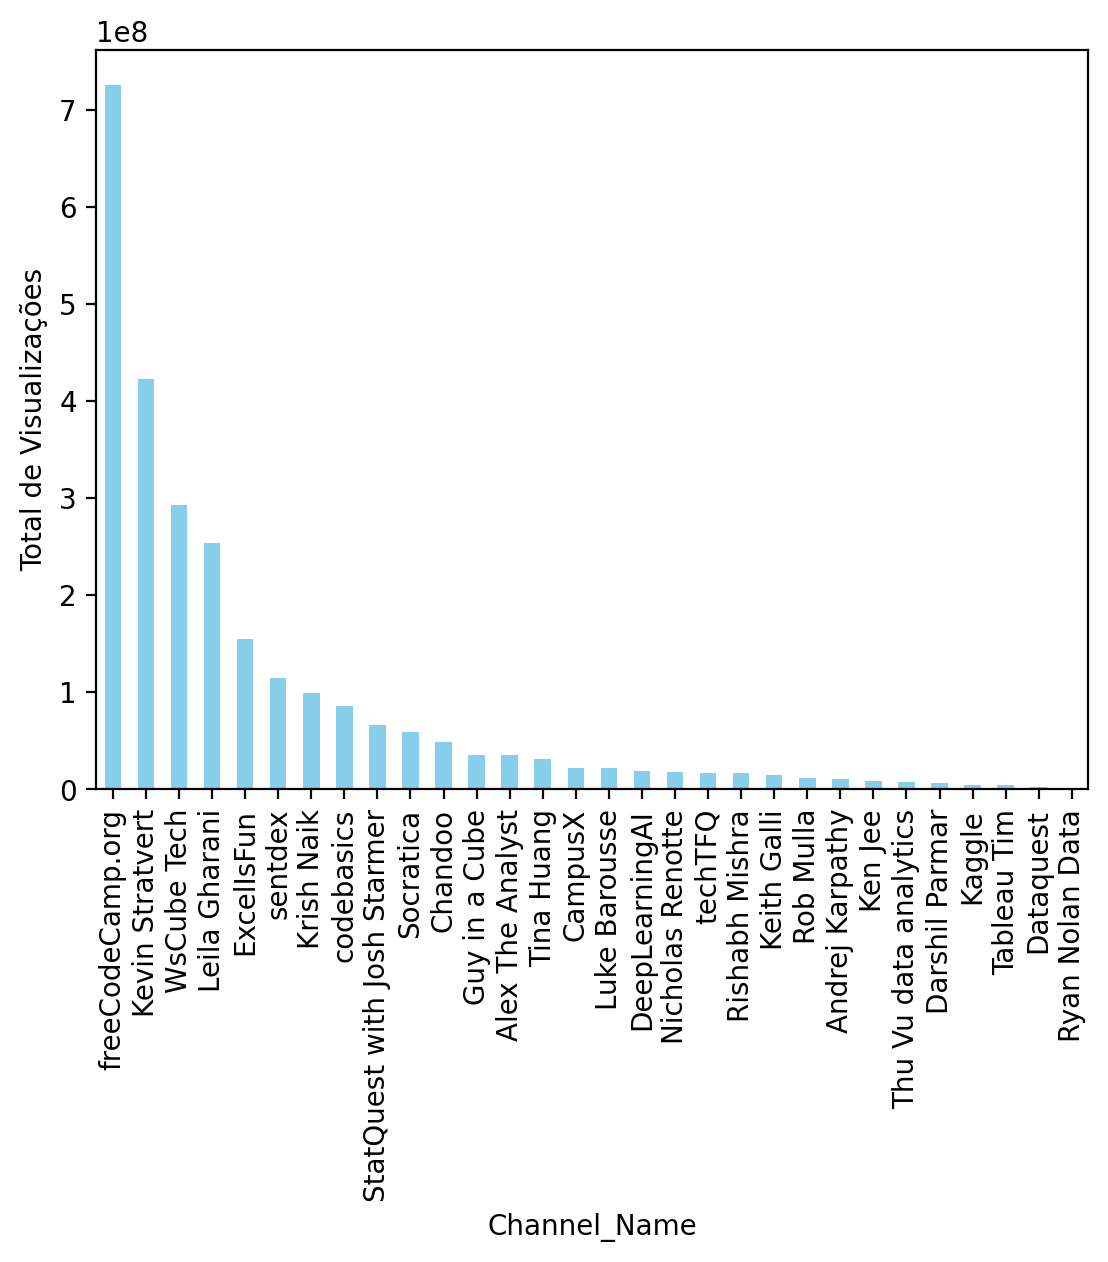 1e8
7
6
5
4
3
2
1
0
Total de Visualizações
freeCodeCamp.org
Kevin Stratvert
WsCube Tech
Leila Gharani
ExcelIsFun
sentdex
Krish Naik
codebasics
StatQuest with Josh Starmer
Socratica
Chandoo
Guy in a Cube
Alex The Analyst
Tina Huang
CampusX
Luke Barousse
DeepLearningAI
Nicholas Renotte
techTFQ
Rishabh Mishra
Keith Galli
Rob Mulla
Andrej Karpathy
Ken Jee
Thu Vu data analytics
Darshil Parmar
Kaggle
Tableau Tim
Dataquest
Ryan Nolan Data
Channel_Name